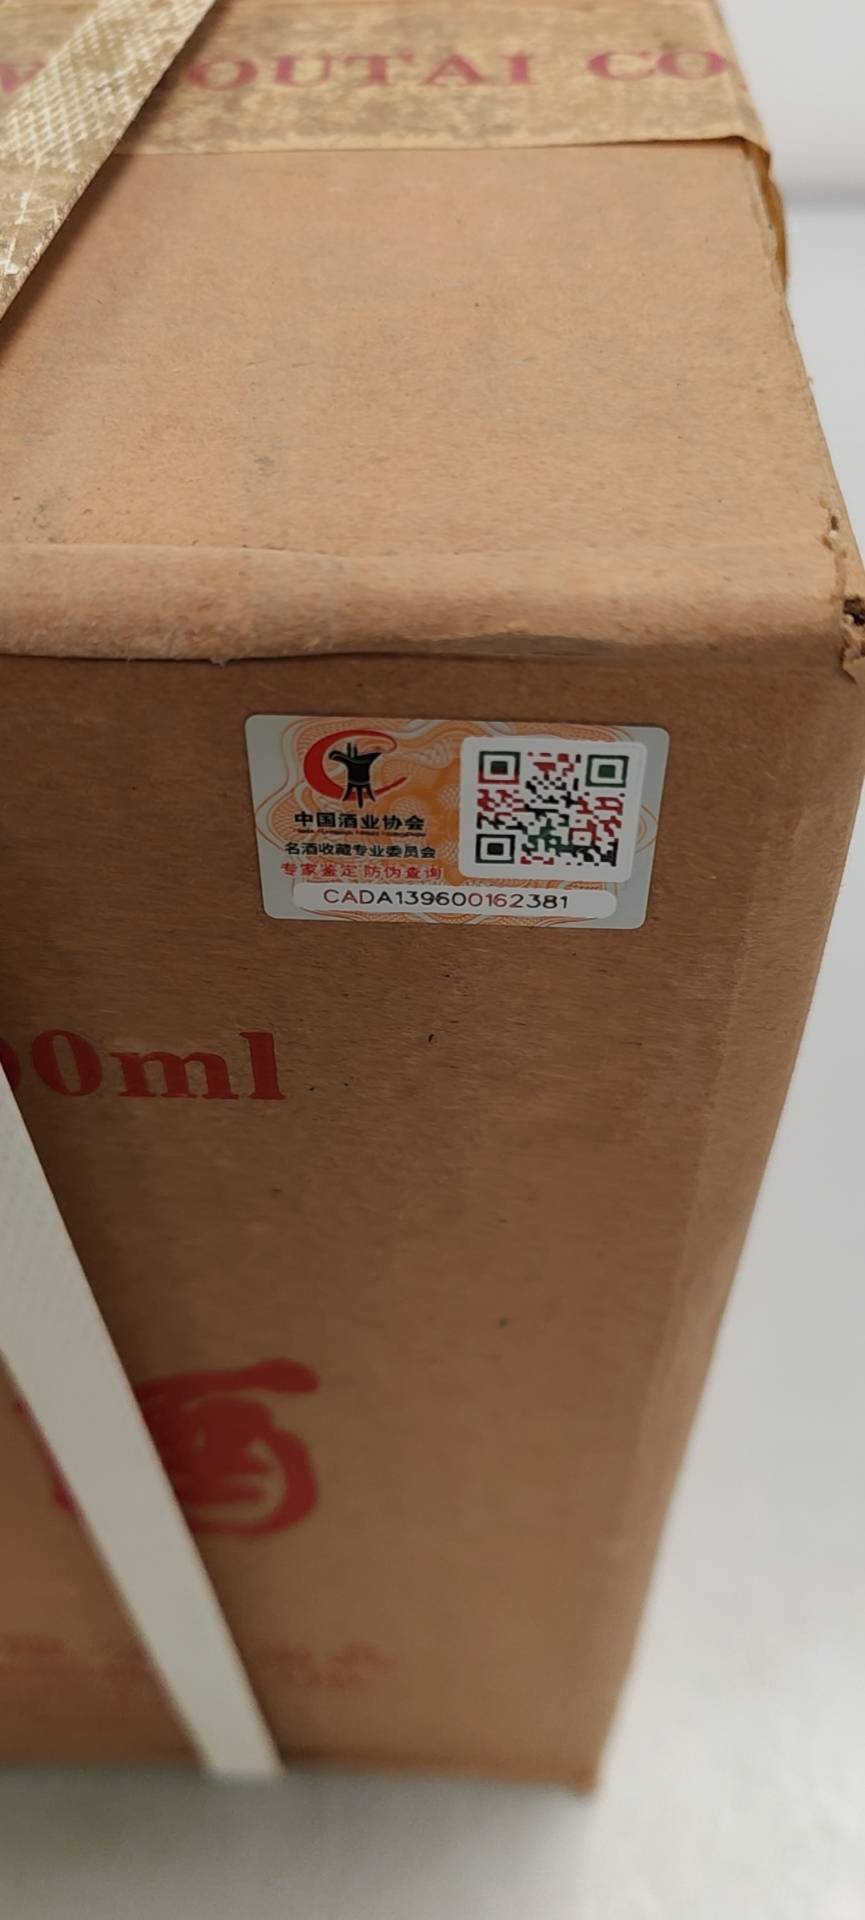 OUTAI CO.
中国酒业协会
名酒收藏专业委员会
专家鉴定 防伪查询
CADA139600162381
00ml
酒